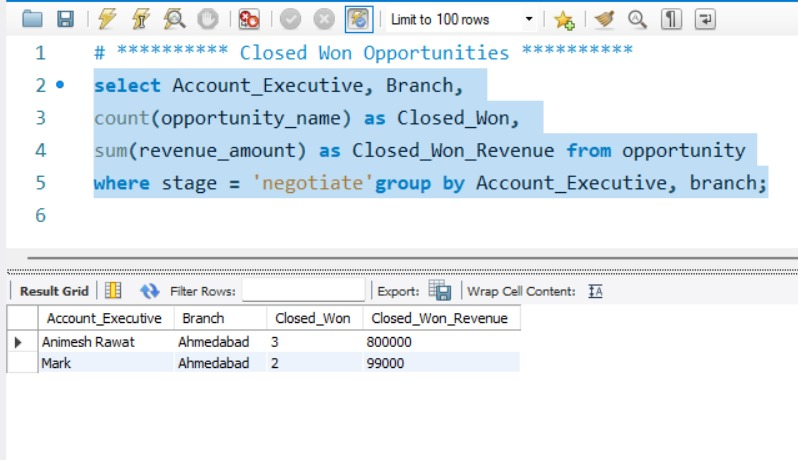 Limit to 100 rows
1 # ********** Closed Won Opportunities **********
2 select Account_Executive, Branch,
3 count(opportunity_name) as Closed_Won,
4 sum(revenue_amount) as Closed_Won_Revenue from opportunity
5 where stage = 'negotiate'group by Account_Executive, branch;
6
Result Grid Filter Rows: Export: Wrap Cell Content:
Account_Executive Branch Closed_Won Closed_Won_Revenue
Animesh Rawat Ahmedabad 3 800000
Mark Ahmedabad 2 99000